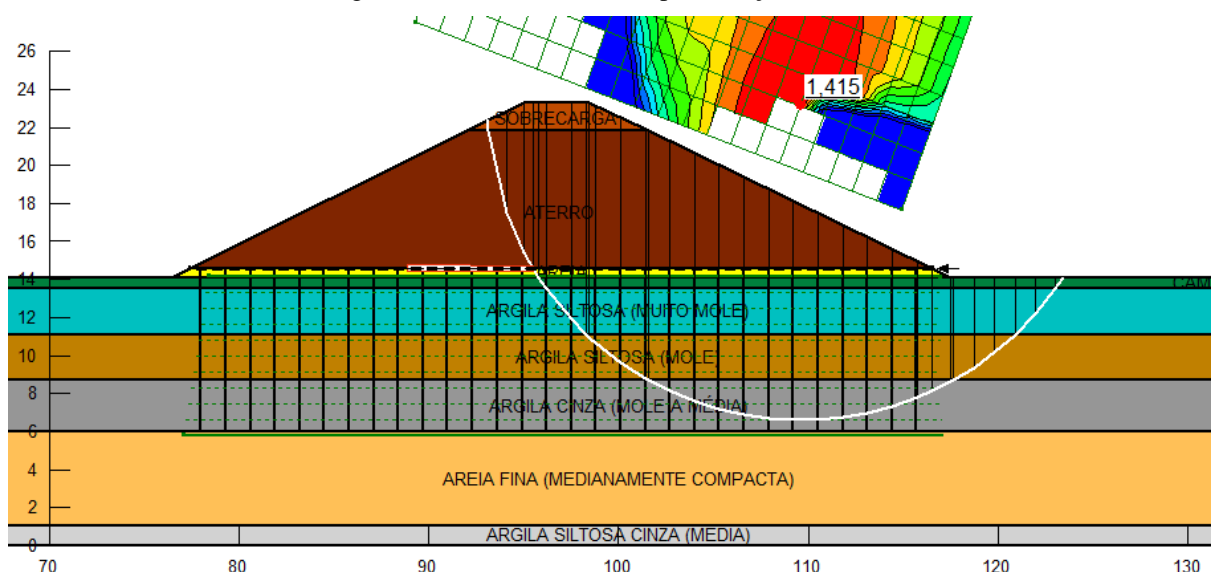 26
24
22
20
18
16
14
12
10
8
6
4
2
0
1,415
SOBRECARGA
ATERRO
CAM
ARGILA SILTOSA (MUITO MOLE)
ARGILA SILTOSA (MOLE)
ARGILA CINZA (MOLE A MÉDIA)
AREIA FINA (MEDIANAMENTE COMPACTA)
ARGILA SILTOSA CINZA (MEDIA)
70 80 90 100 110 120 130